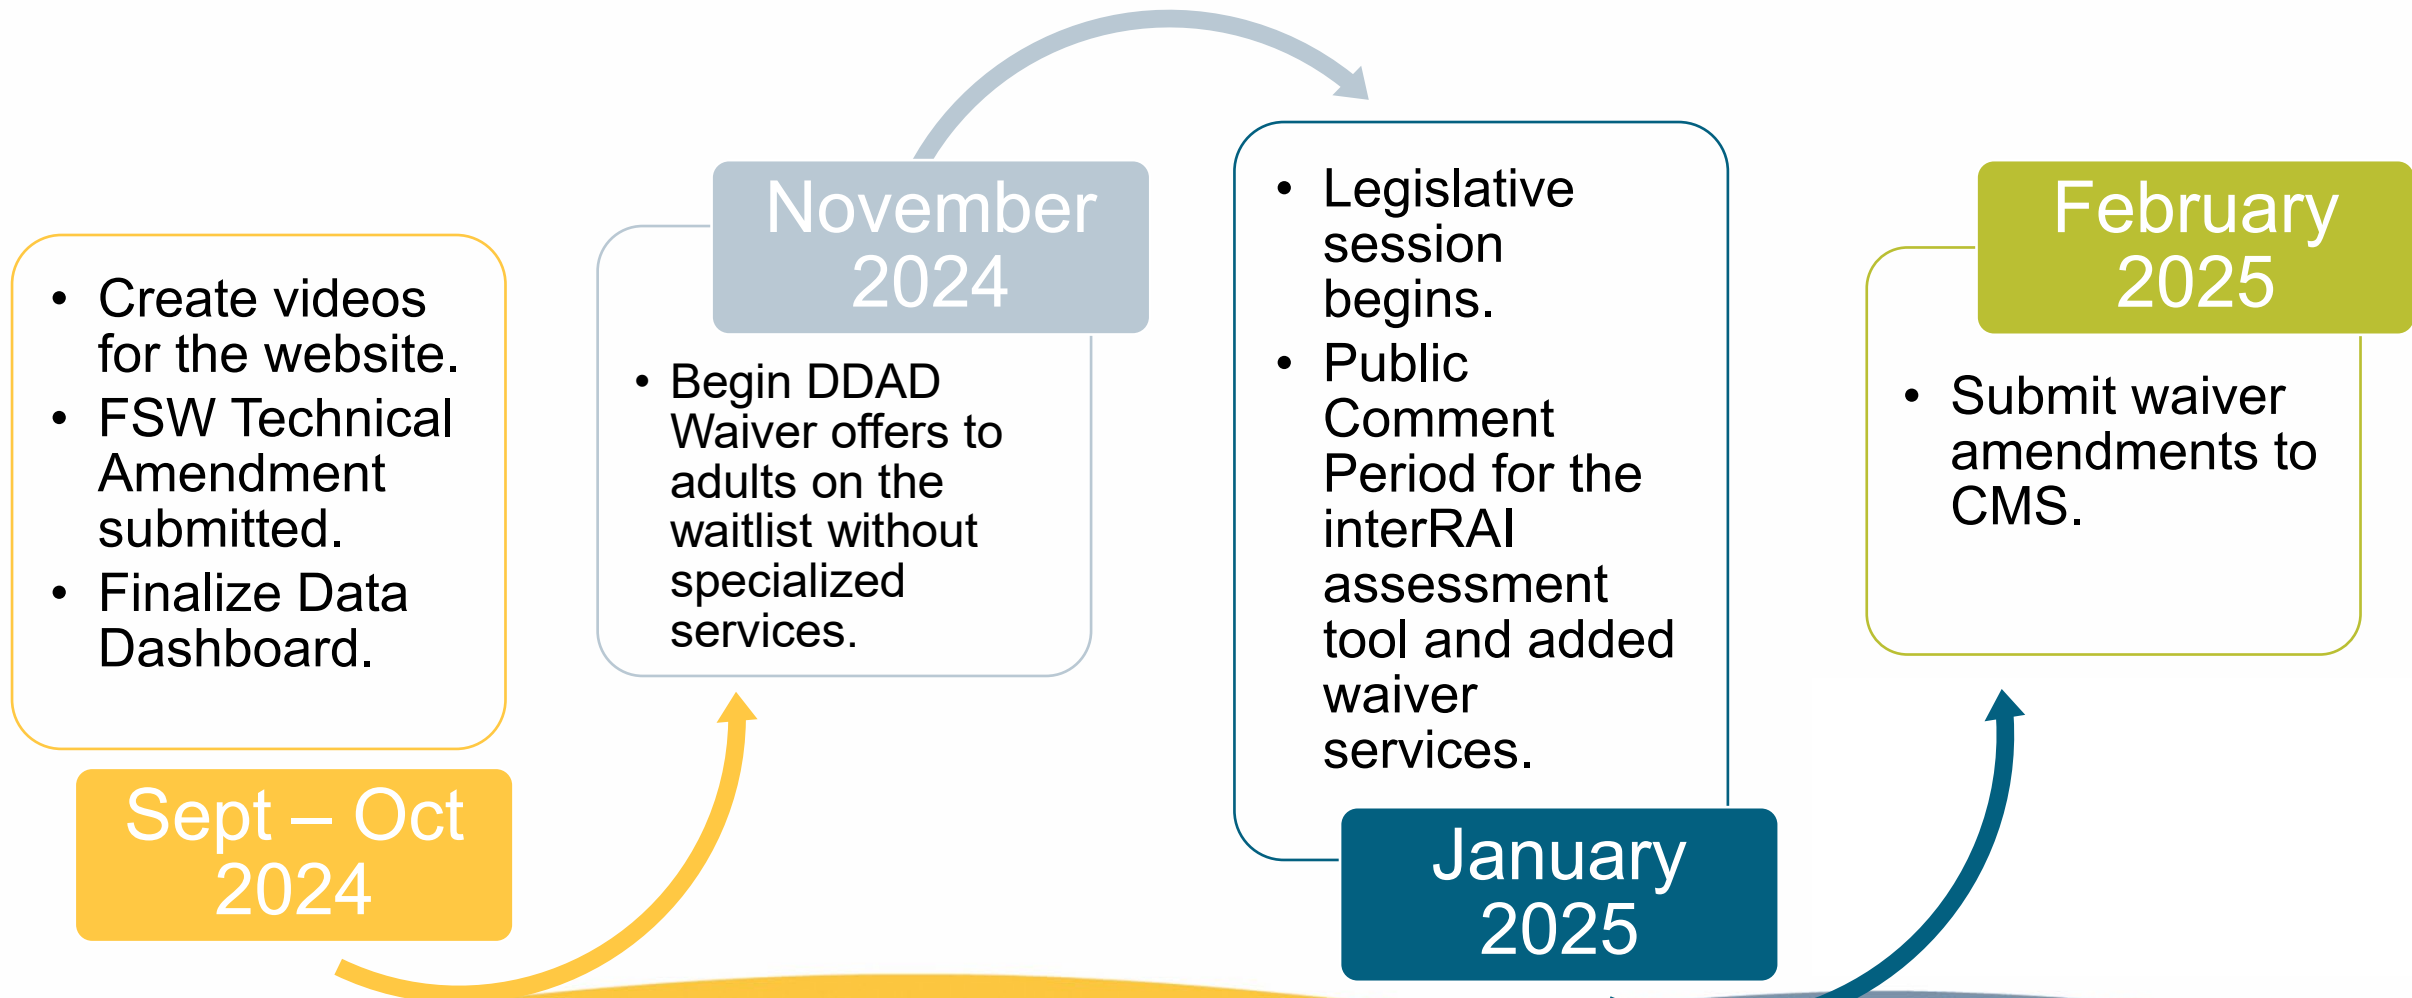 • Create videos
for the website.
• FSW Technical
Amendment
submitted.
• Finalize Data
Dashboard.
Sept – Oct
2024
November
2024
• Begin DDAD
Waiver offers to
adults on the
waitlist without
specialized
services.
• Legislative
session
begins.
• Public
Comment
Period for the
interRAI
assessment
tool and added
waiver
services.
January
2025
February
2025
• Submit waiver
amendments to
CMS.